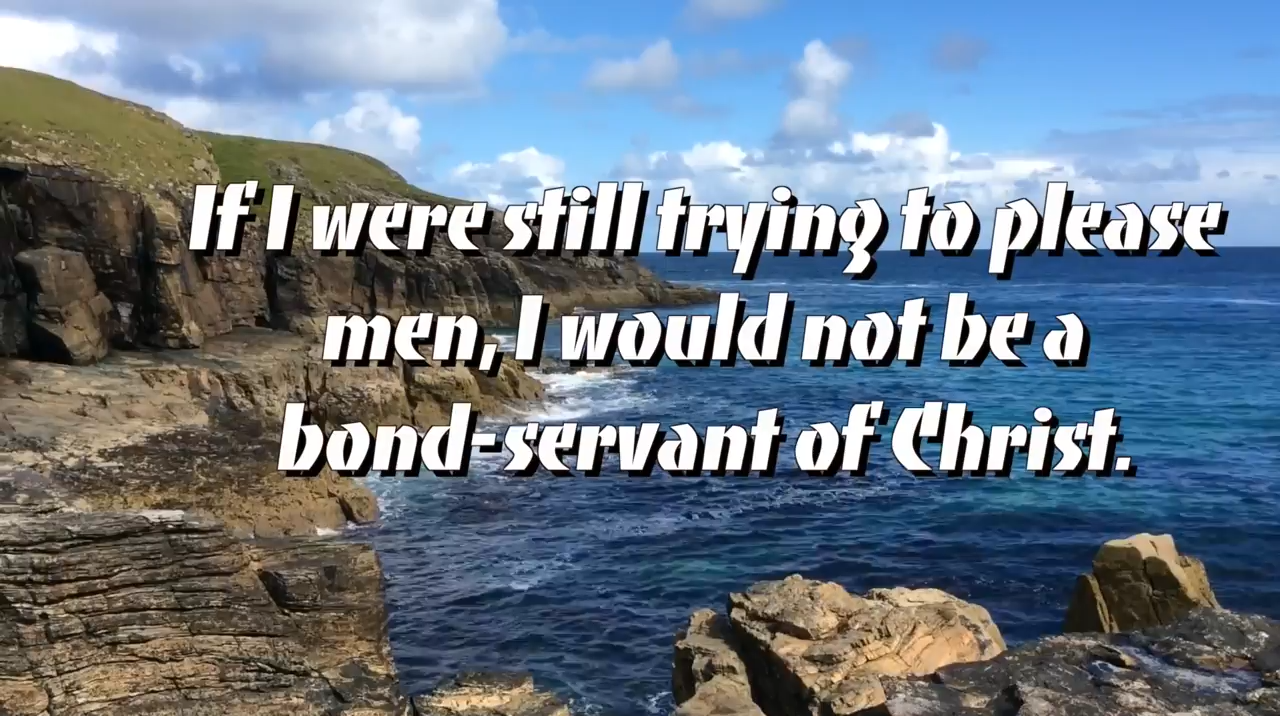 If I were still trying to please
men, I would not be a
bond-servant of Christ.